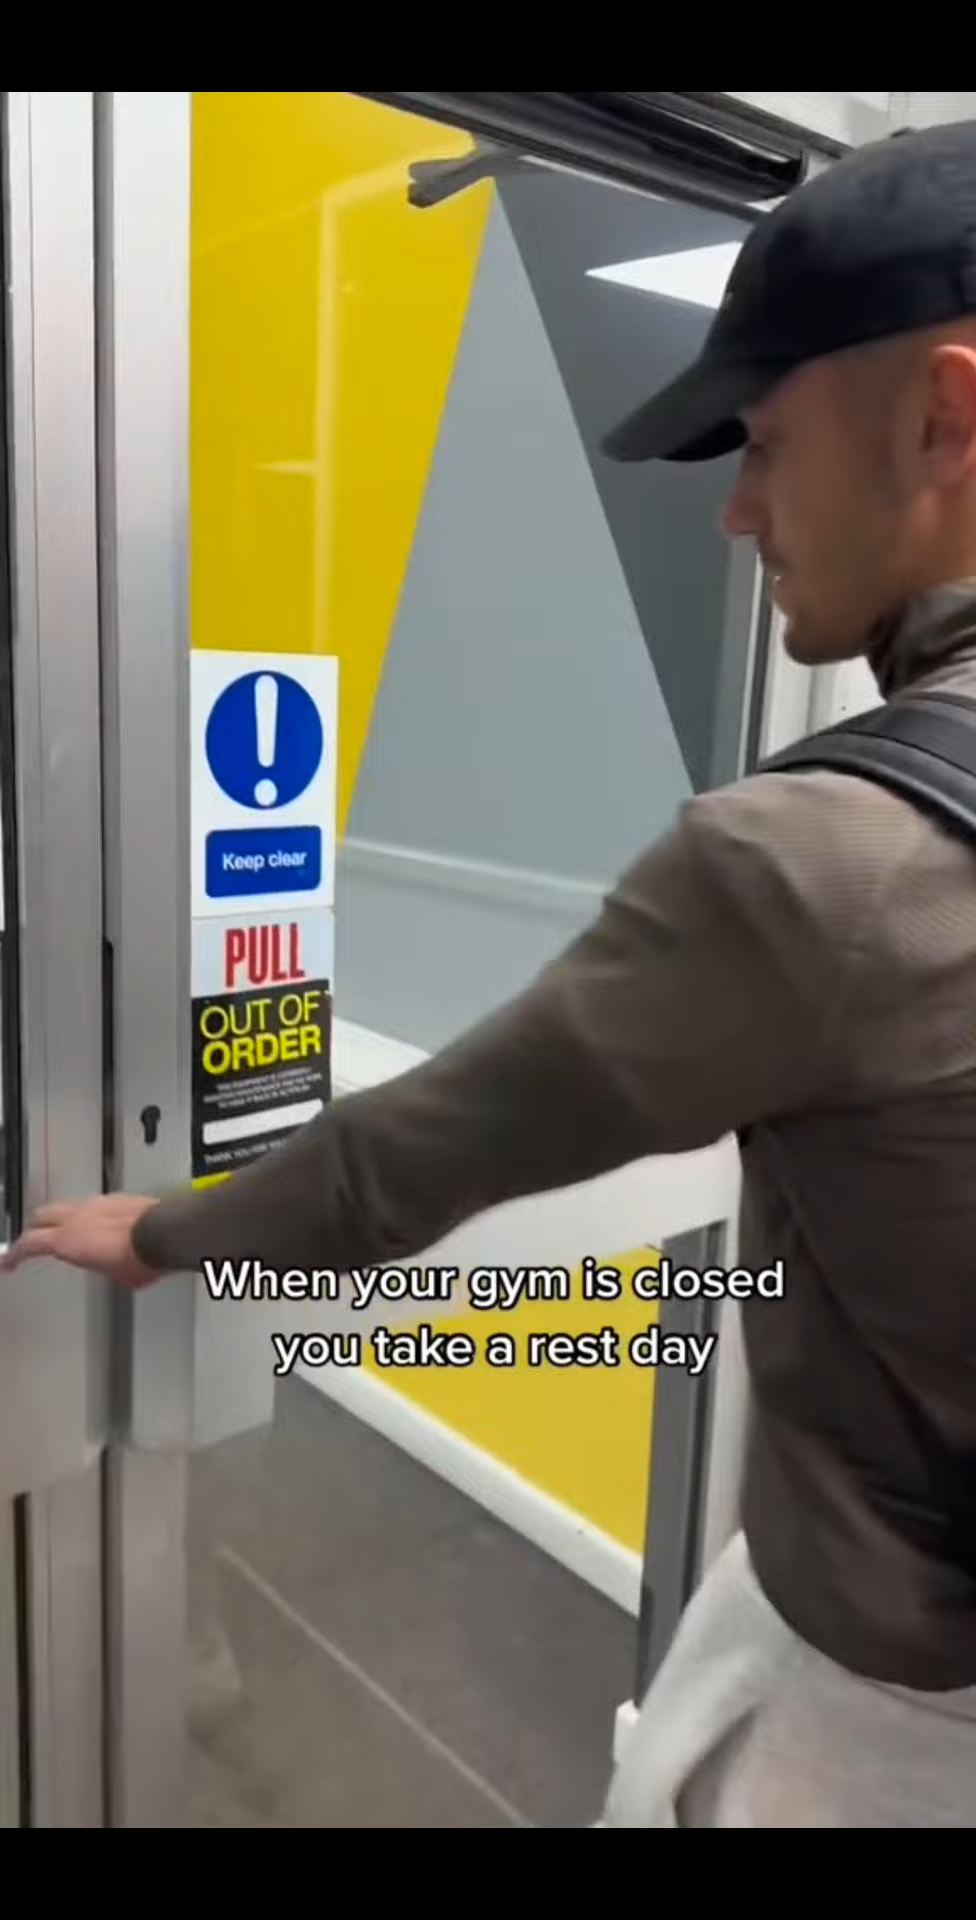 Keep clear
PULL
OUT OF
ORDER
When your gym is closed
you take a rest day